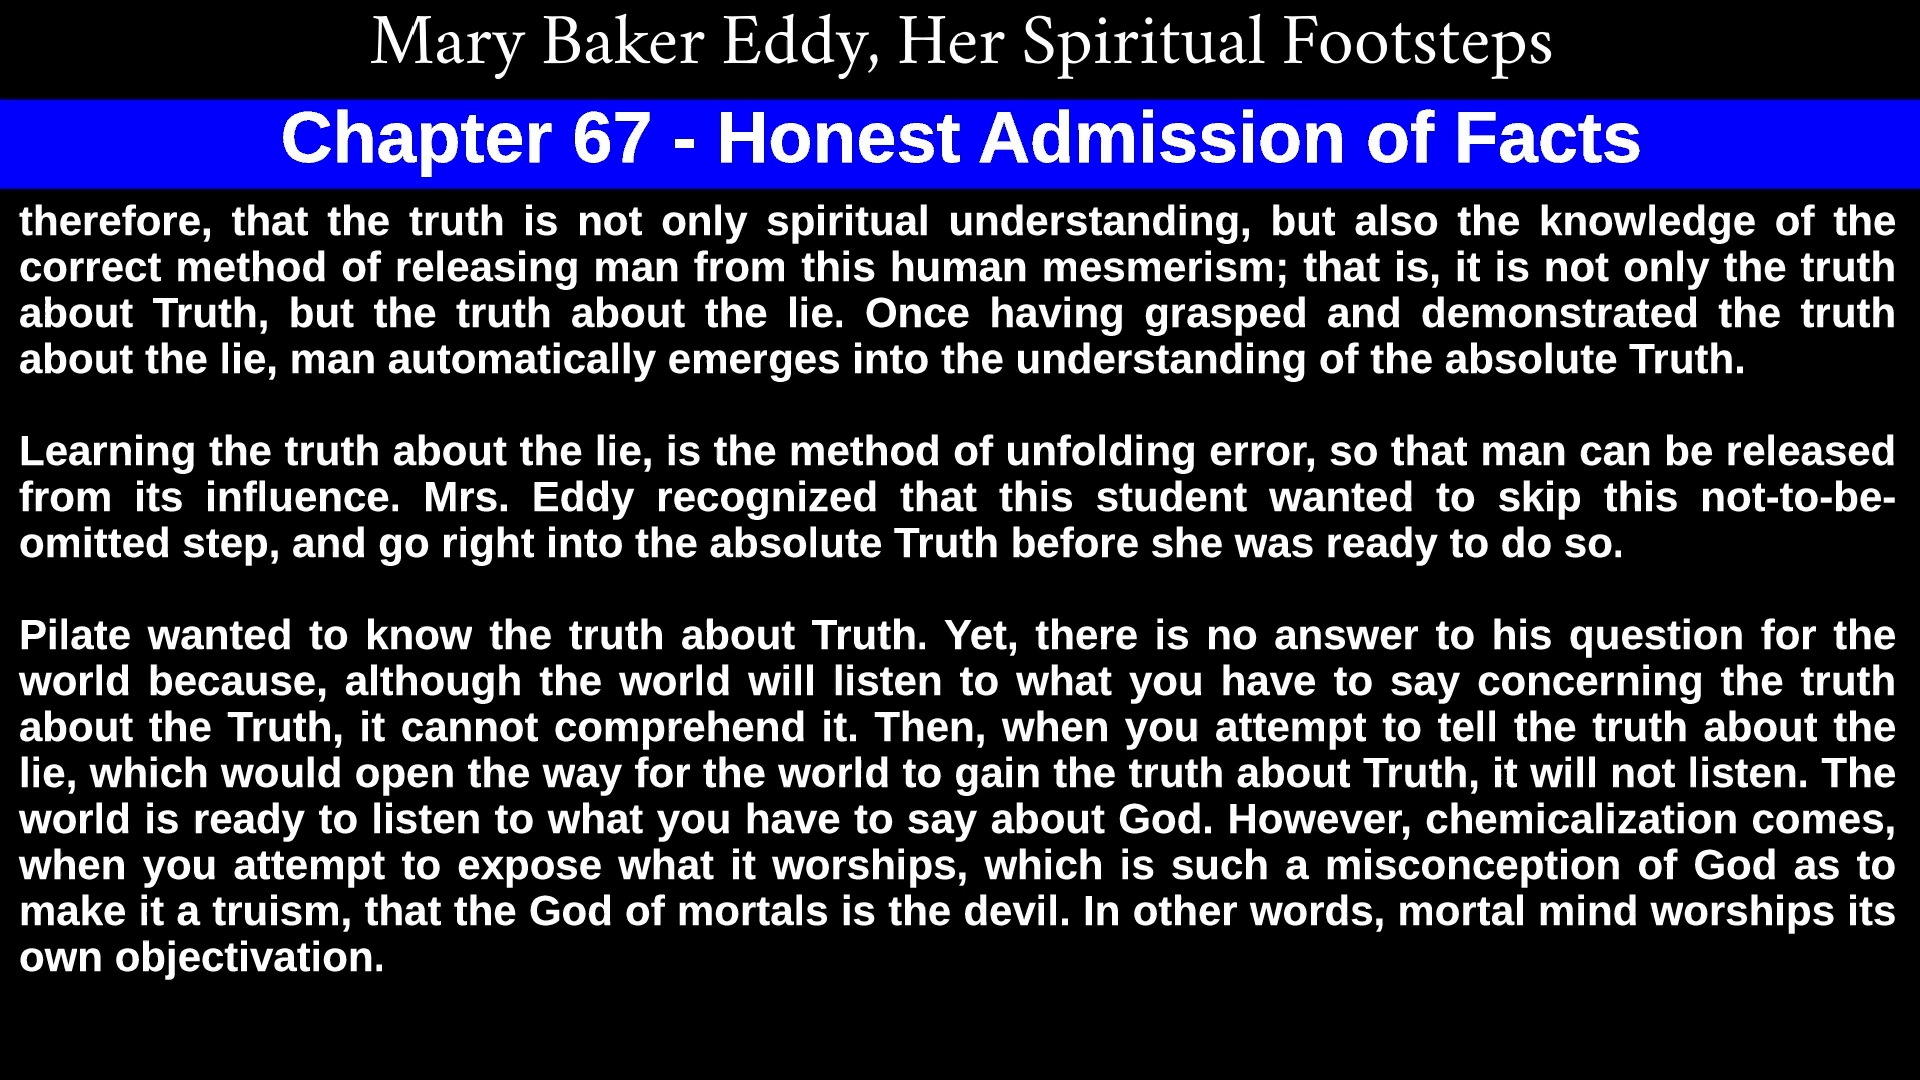 Mary Baker Eddy, Her Spiritual Footsteps
Chapter 67 - Honest Admission of Facts
therefore, that the truth is not only spiritual understanding, but also the knowledge of the
correct method of releasing man from this human mesmerism; that is, it is not only the truth
about Truth, but the truth about the lie. Once having grasped and demonstrated the truth
about the lie, man automatically emerges into the understanding of the absolute Truth.
Learning the truth about the lie, is the method of unfolding error, so that man can be released
from its influence. Mrs. Eddy recognized that this student wanted to skip this not-to-be-
omitted step, and go right into the absolute Truth before she was ready to do so.
Pilate wanted to know the truth about Truth. Yet, there is no answer to his question for the
world because, although the world will listen to what you have to say concerning the truth
about the Truth, it cannot comprehend it. Then, when you attempt to tell the truth about the
lie, which would open the way for the world to gain the truth about Truth, it will not listen. The
world is ready to listen to what you have to say about God. However, chemicalization comes,
when you attempt to expose what it worships, which is such a misconception of God as to
make it a truism, that the God of mortals is the devil. In other words, mortal mind worships its
own objectivation.